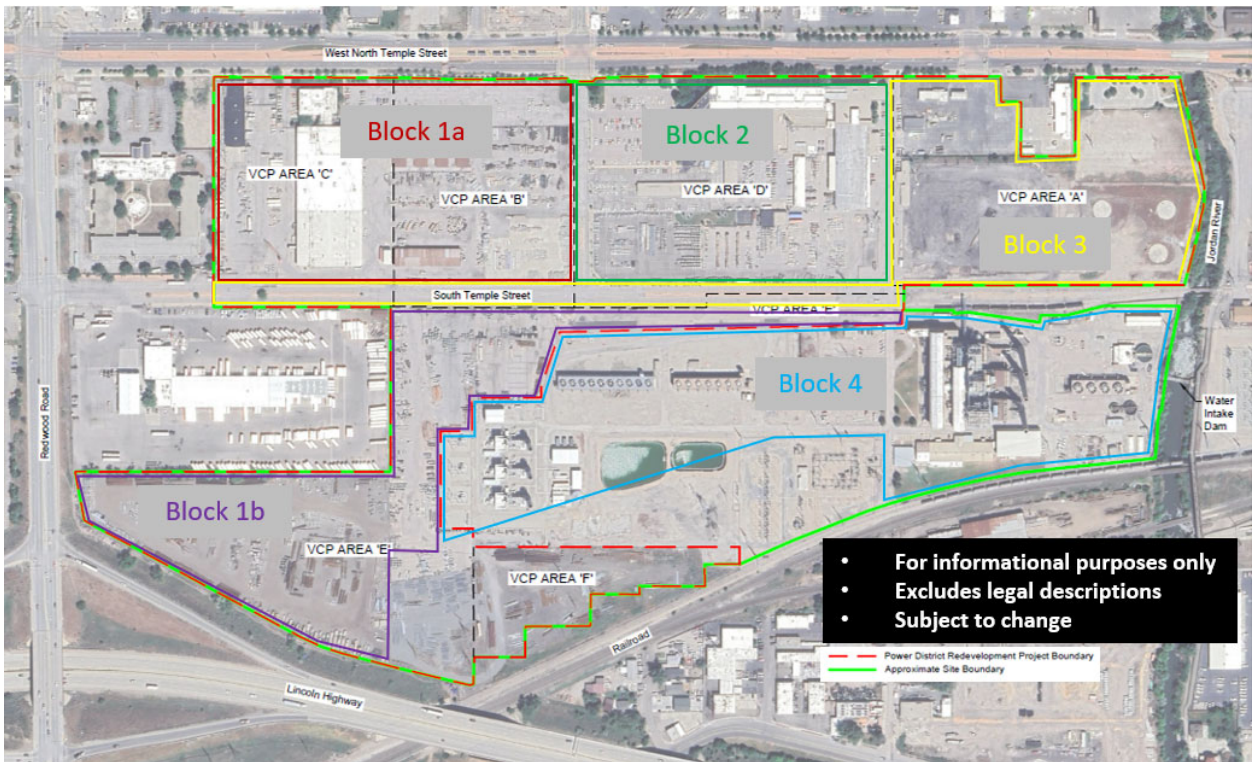 West North Temple Street
Block 1a
Block 2
VCP AREA 'C'
VCP AREA 'B'
VCP AREA 'D'
VCP AREA 'A'
Block 3
Jordan River
South Temple Street
VCP AREA 'E'
Block 4
Water
Intake
Dam
Redwood Road
Block 1b
VCP AREA 'E'
VCP AREA 'F'
• For informational purposes only
• Excludes legal descriptions
• Subject to change
Railroad
Power District Redevelopment Project Boundary
Approximate Site Boundary
Lincoln Highway